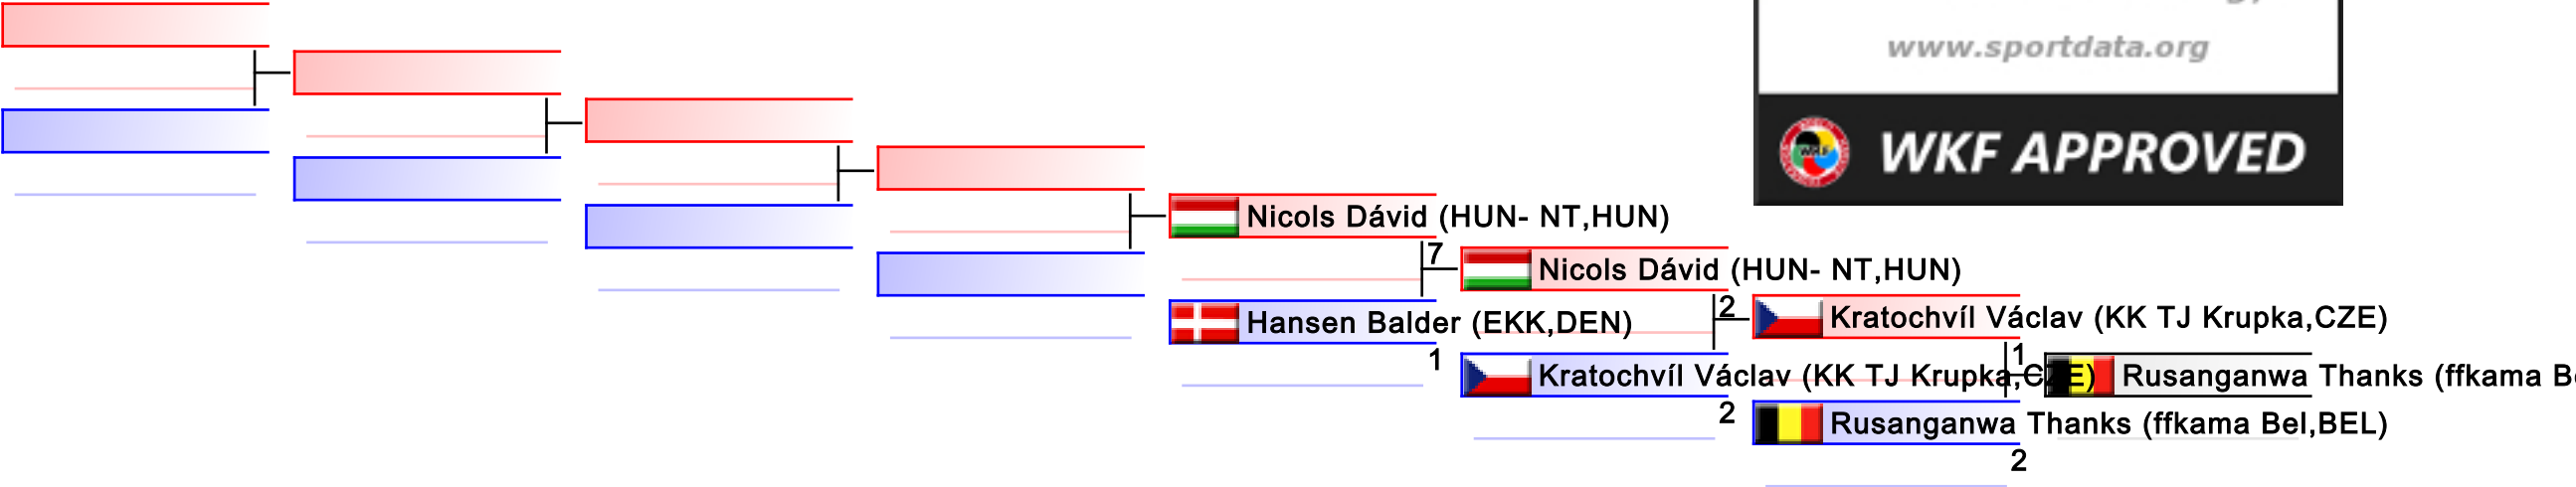 www.sportdata.org
WKF APPROVED
Nicols Dávid (HUN- NT,HUN)
7
Nicols Dávid (HUN- NT,HUN)
2
Hansen Balder (EKK,DEN)
1
Kratochvíl Václav (KK TJ Krupka,CZE)
1
Kratochvíl Václav (KK TJ Krupka,CZE)
2
Rusanganwa Thanks (ffkama
Rusanganwa Thanks (ffkama Bel,BEL)
2